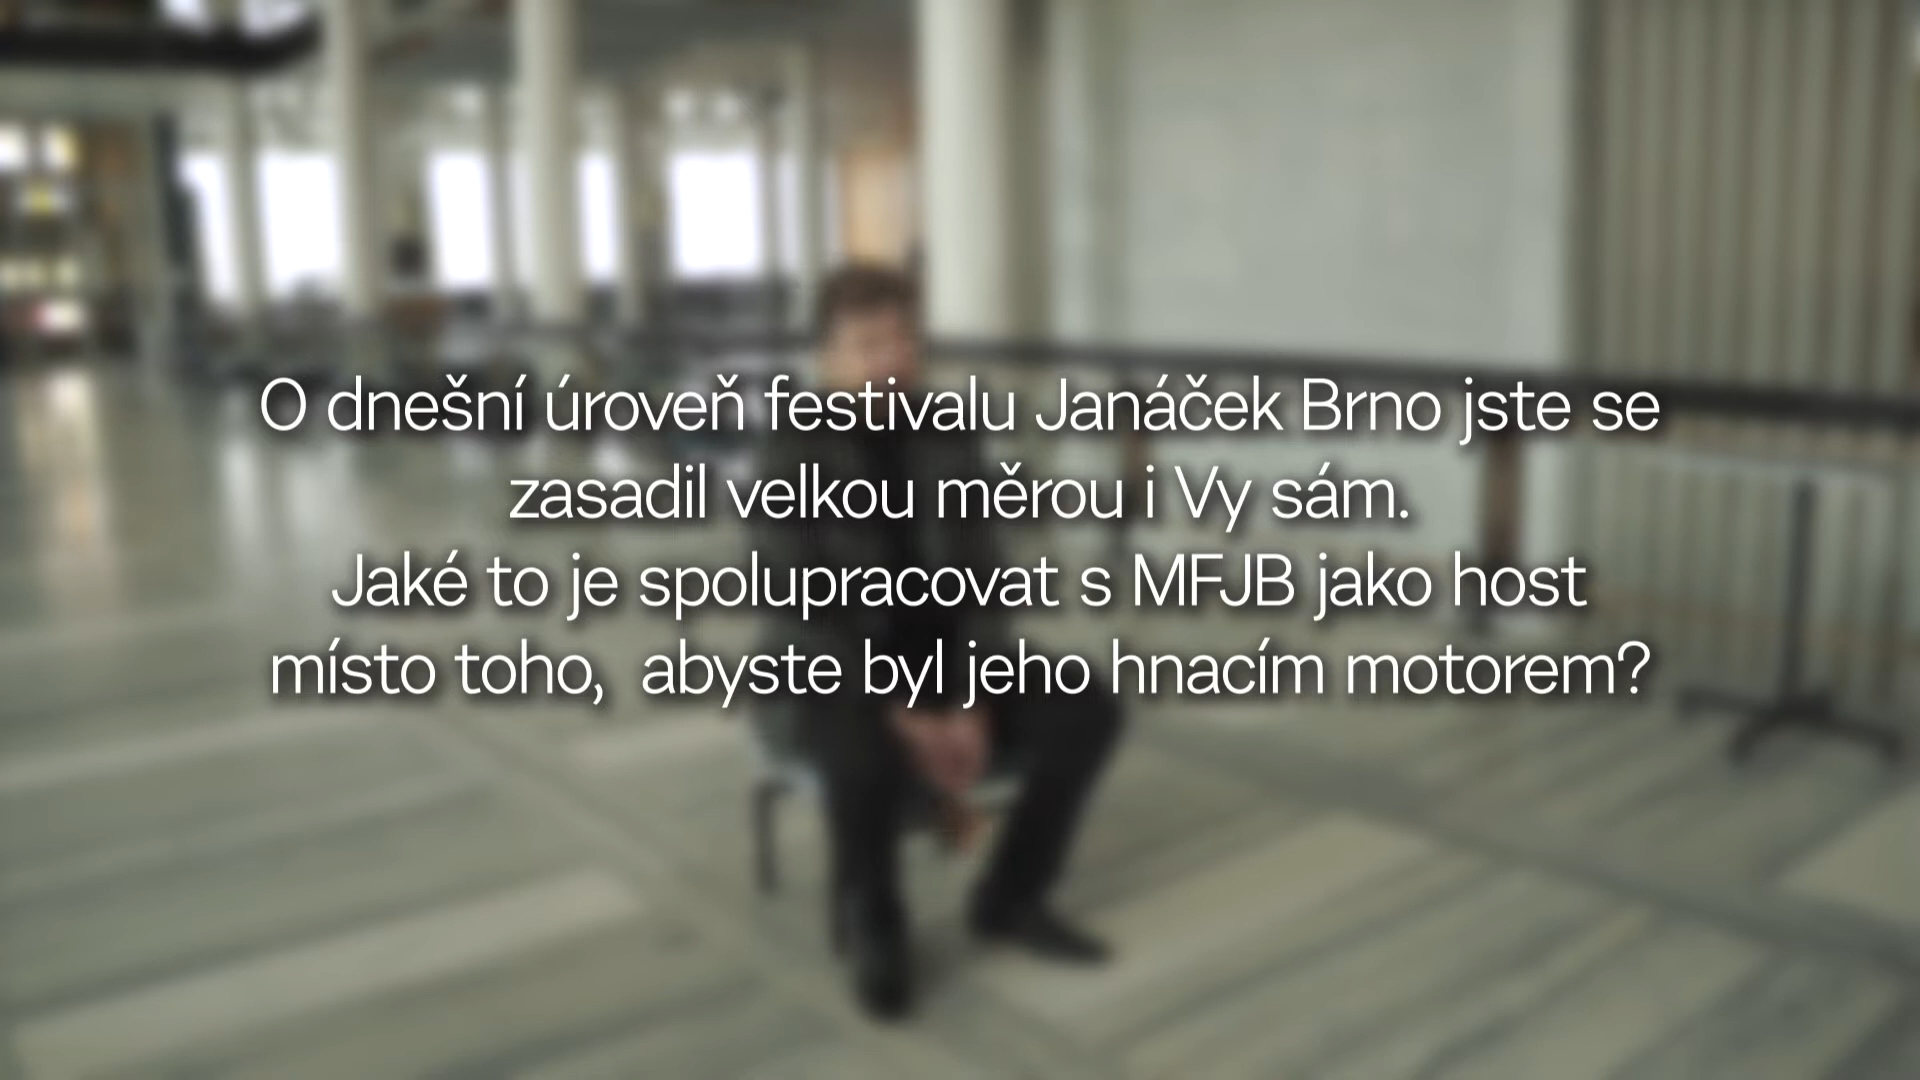 O dnešní úroveň festivalu Janáček Brno jste se
zasadil velkou měrou i Vy sám.
Jaké to je spolupracovat s MFJB jako host
místo toho,  abyste byl jeho hnacím motorem?